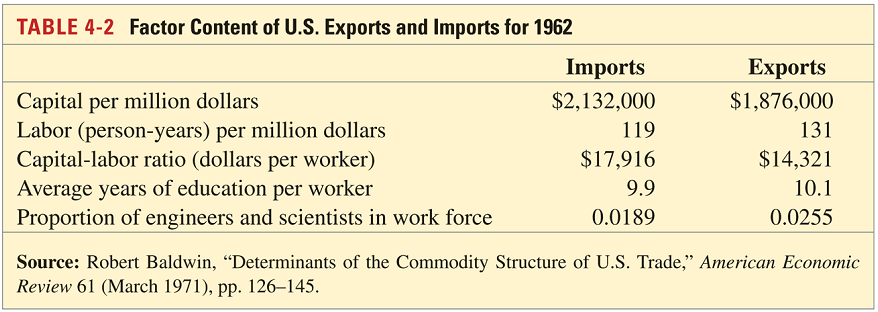 TABLE 4-2 Factor Content of U.S. Exports and Imports for 1962
Imports Exports
Capital per million dollars $2,132,000 $1,876,000
Labor (person-years) per million dollars 119 131
Capital-labor ratio (dollars per worker) $17,916 $14,321
Average years of education per worker 9.9 10.1
Proportion of engineers and scientists in work force 0.0189 0.0255
Source: Robert Baldwin, “Determinants of the Commodity Structure of U.S. Trade,” American Economic
Review 61 (March 1971), pp. 126–145.